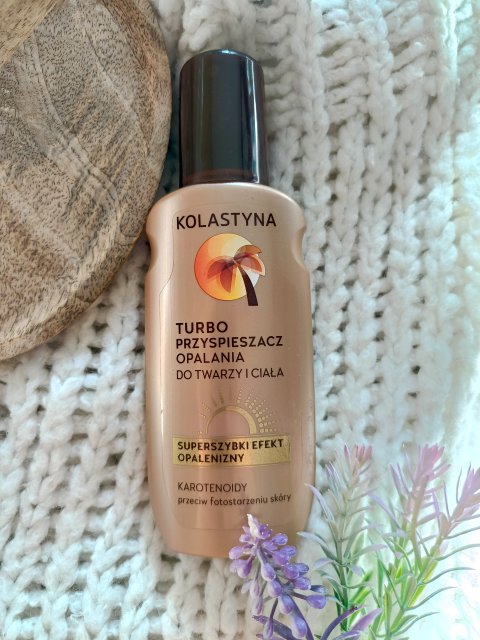 KOLASTYNA
TURBO
PRZYSPIESZACZ
OPALANIA
DO TWARZY I CIAŁA
SUPERSZYBKI EFEKT
OPALENIZNY
KAROTENOIDY
przeciw fotostarzeniu skóry